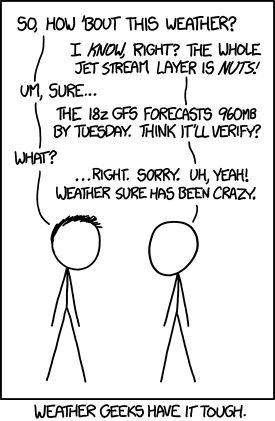 SO, HOW 'BOUT THIS WEATHER?
I KNOW, RIGHT? THE WHOLE
JET STREAM LAYER IS NUTS!
UM, SURE...
THE 18Z GFS FORECASTS 960MB
BY TUESDAY. THINK IT'LL VERIFY?
WHAT?
...RIGHT. SORRY. UH, YEAH!
WEATHER SURE HAS BEEN CRAZY.
WEATHER GEEKS HAVE IT TOUGH.